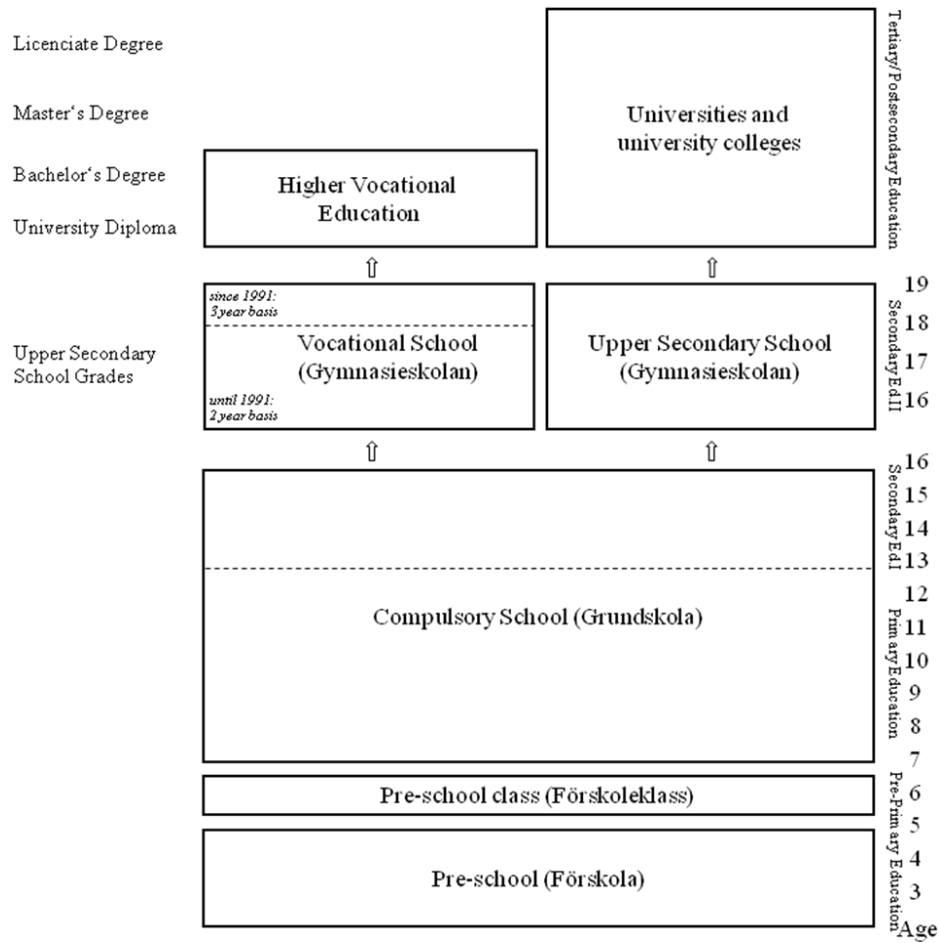 Licenciate Degree
Master‘s Degree
Bachelor‘s Degree
University Diploma
Universities and
university colleges
Higher Vocational
Education
Tertiary/Postsecondary Education
since 1991:
3 year basis
Vocational School
(Gymnasieskolan)
until 1991:
2 year basis
Upper Secondary School
(Gymnasieskolan)
Upper Secondary
School Grades
Secondary Ed.II
19
18
17
16
Compulsory School (Grundskola)
Secondary Ed.I
Primary Education
16
15
14
13
12
11
10
9
8
7
Pre-school class (Förskoleklass)
Pre-school (Förskola)
Pre-Primary Education
6
5
4
3
Age